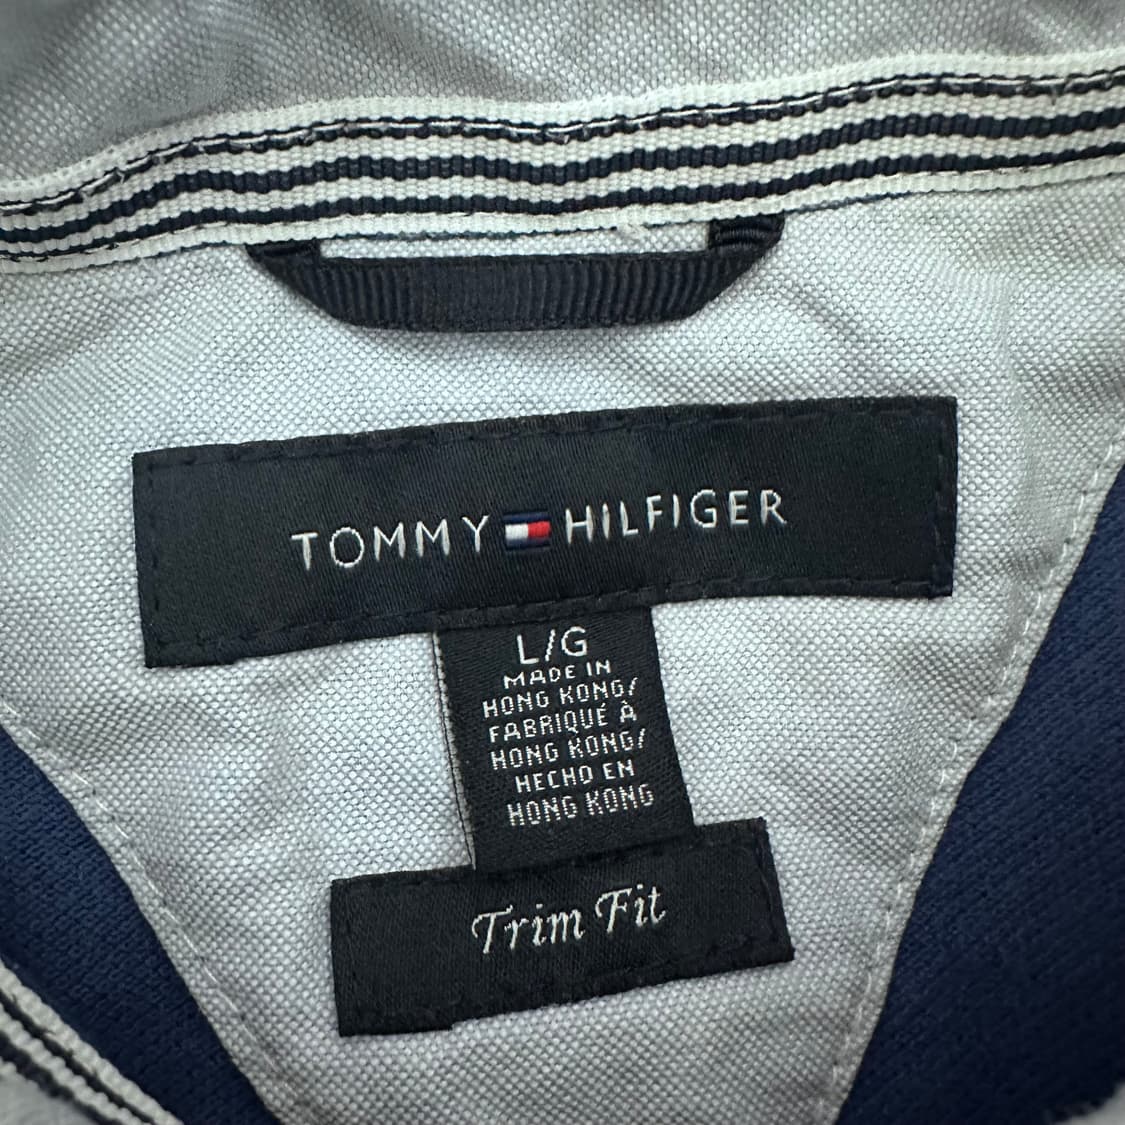 TOMMY HILFIGER
L/G
MADE IN
HONG KONG/
FABRIQUÉ À
HONG KONG/
HECHO EN
HONG KONG
Trim Fit